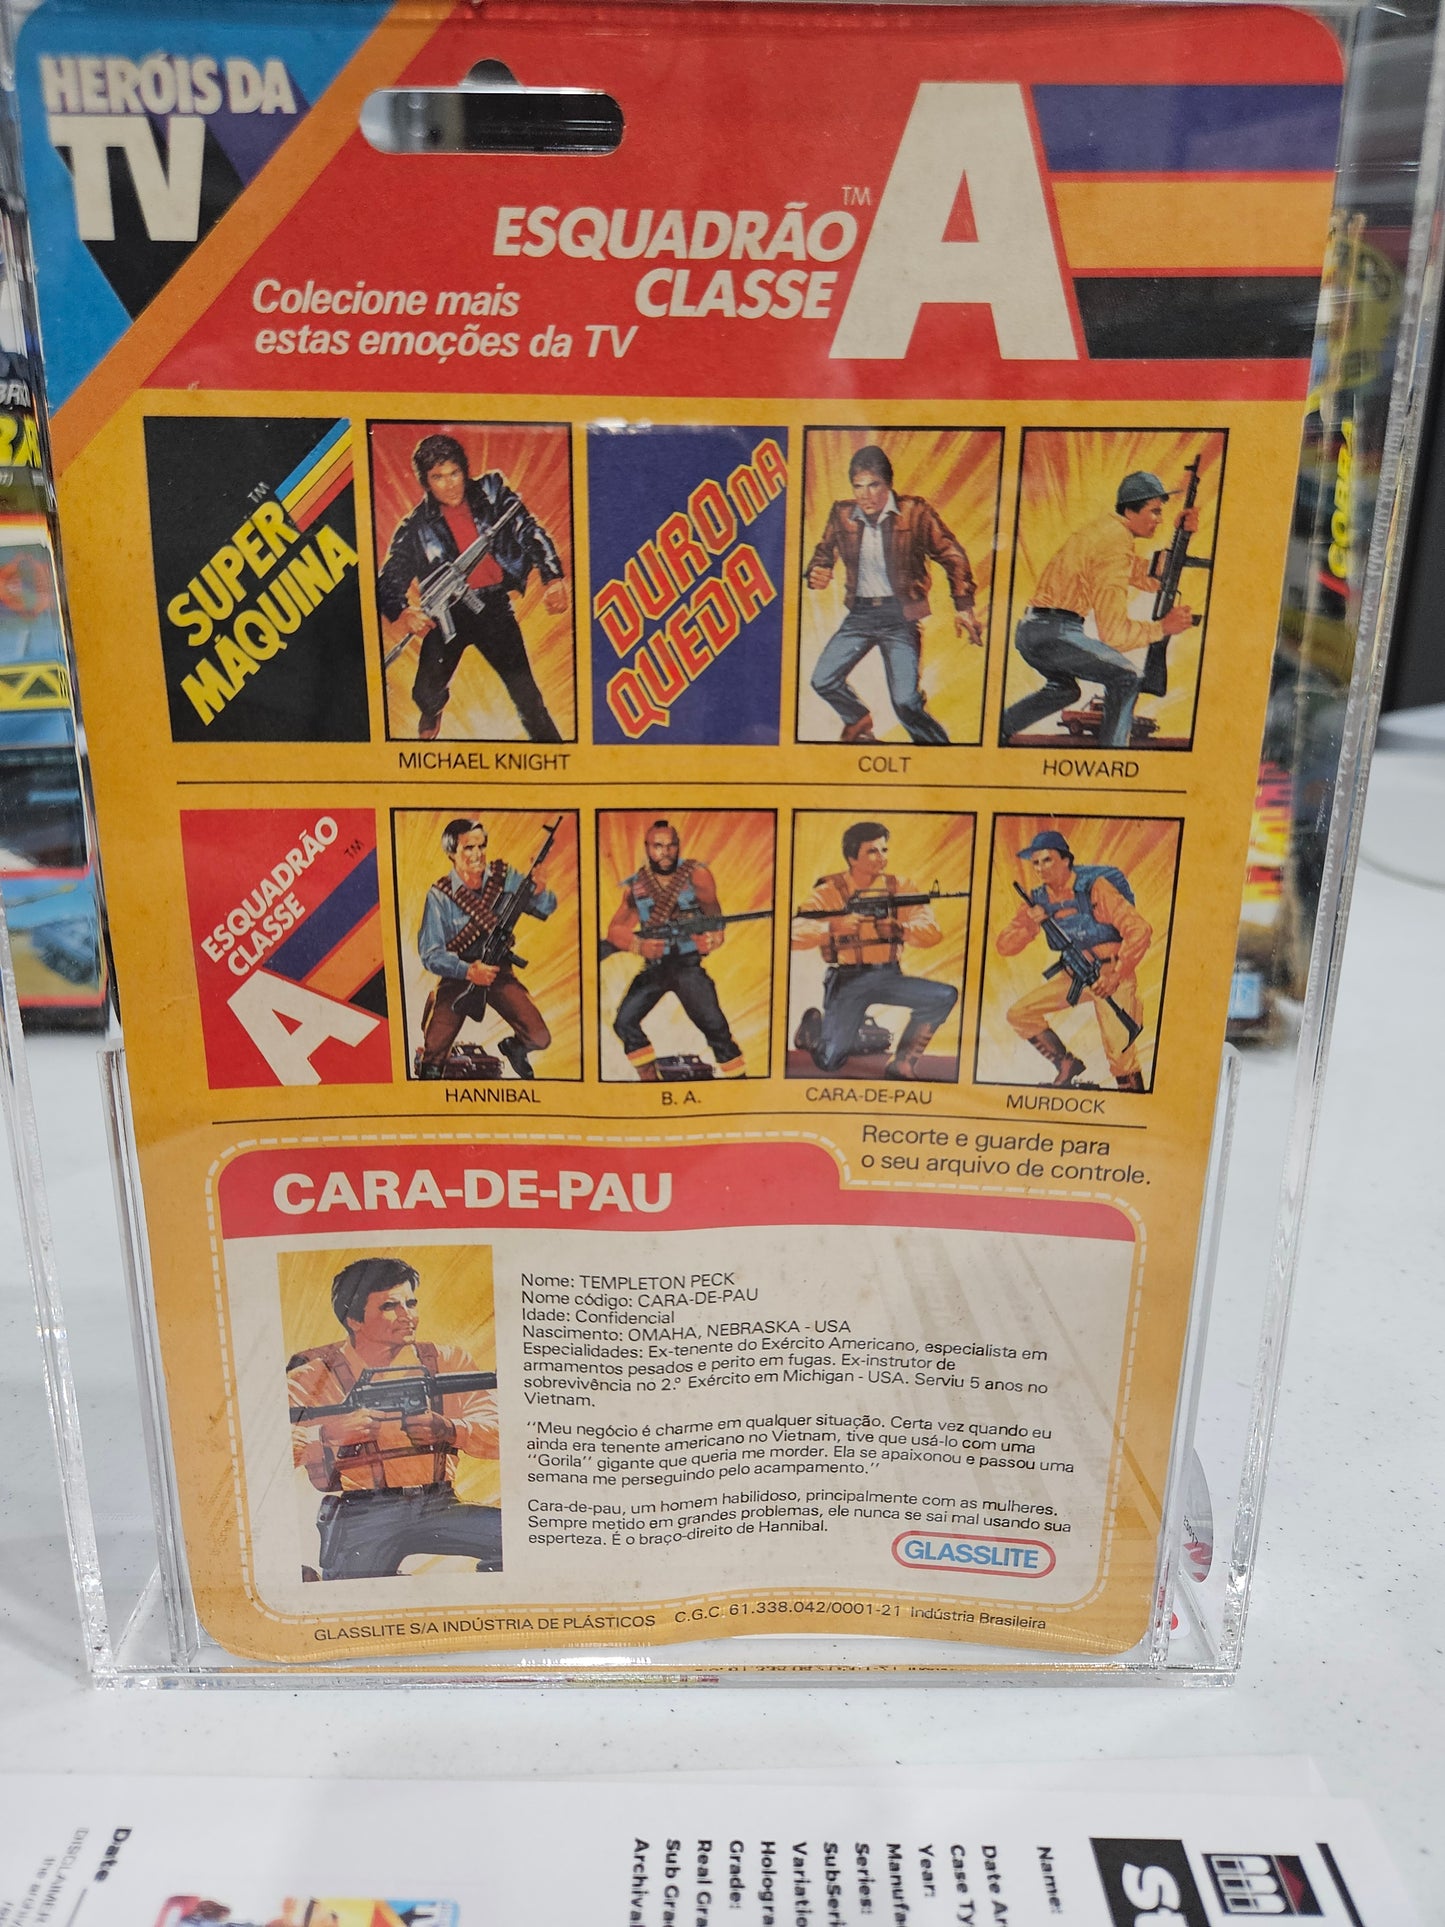 HERÓIS DA
TV
ESQUADRÃO™
CLASSE
A
Colecione mais
estas emoções da TV
SUPER™
MÁQUINA
DURO NA
QUEDA
MICHAEL KNIGHT
COLT
HOWARD
ESQUADRÃO™
CLASSE
A
HANNIBAL
B. A.
CARA-DE-PAU
MURDOCK
Recorte e guarde para
o seu arquivo de controle.
CARA-DE-PAU
Nome: TEMPLETON PECK
Nome código: CARA-DE-PAU
Idade: Confidencial
Nascimento: OMAHA, NEBRASKA - USA
Especialidades: Ex-tenente do Exército Americano, especialista em
armamentos pesados e perito em fugas. Ex-instrutor de
sobrevivência no 2.º Exército em Michigan - USA. Serviu 5 anos no
Vietnam.
"Meu negócio é charme em qualquer situação. Certa vez quando eu
ainda era tenente americano no Vietnam, tive que usá-lo com uma
"Gorila" gigante que queria me morder. Ela se apaixonou e passou uma
semana me perseguindo pelo acampamento."
Cara-de-pau, um homem habilidoso, principalmente com as mulheres.
Sempre metido em grandes problemas, ele nunca se sai mal usando sua
esperteza. É o braço-direito de Hannibal.
GLASSLITE
GLASSLITE S/A INDÚSTRIA DE PLÁSTICOS C.G.C. 61.338.042/0001-21 Indústria Brasileira
COBRA
Name:
Date Ar
Case Ty
Year:
Manufa
Series:
SubSeri
Variatio
Hologra
Grade:
Real Gra
Sub Gra
Archival
Date
DISCLAIMER